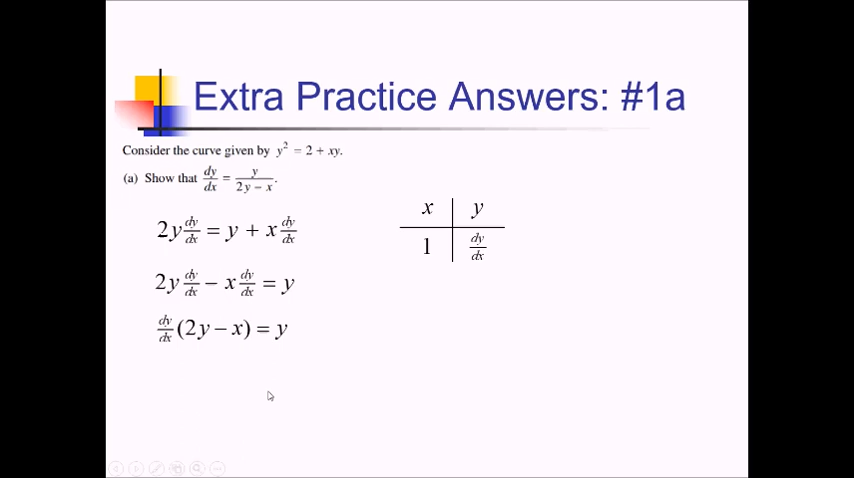 Extra Practice Answers: #1a
Consider the curve given by y² = 2 + xy.
(a) Show that dy/dx = y/(2y − x).
2y dy/dx = y + x dy/dx
2y dy/dx − x dy/dx = y
dy/dx (2y − x) = y
x | y
1 | dy/dx